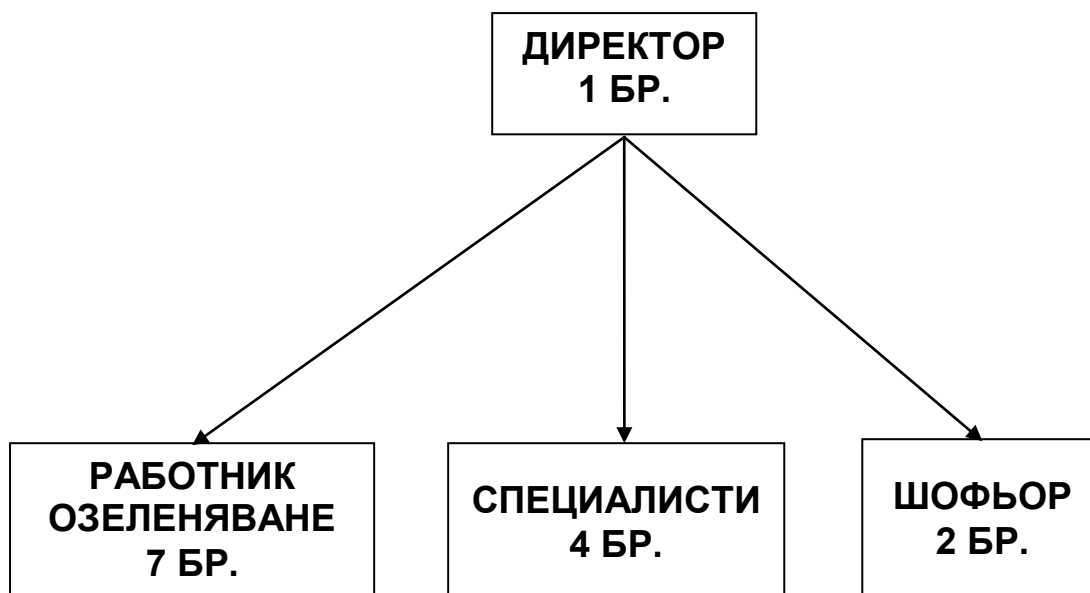 ДИРЕКТОР
1 БР.
РАБОТНИК
ОЗЕЛЕНЯВАНЕ
7 БР.
СПЕЦИАЛИСТИ
4 БР.
ШОФЬОР
2 БР.